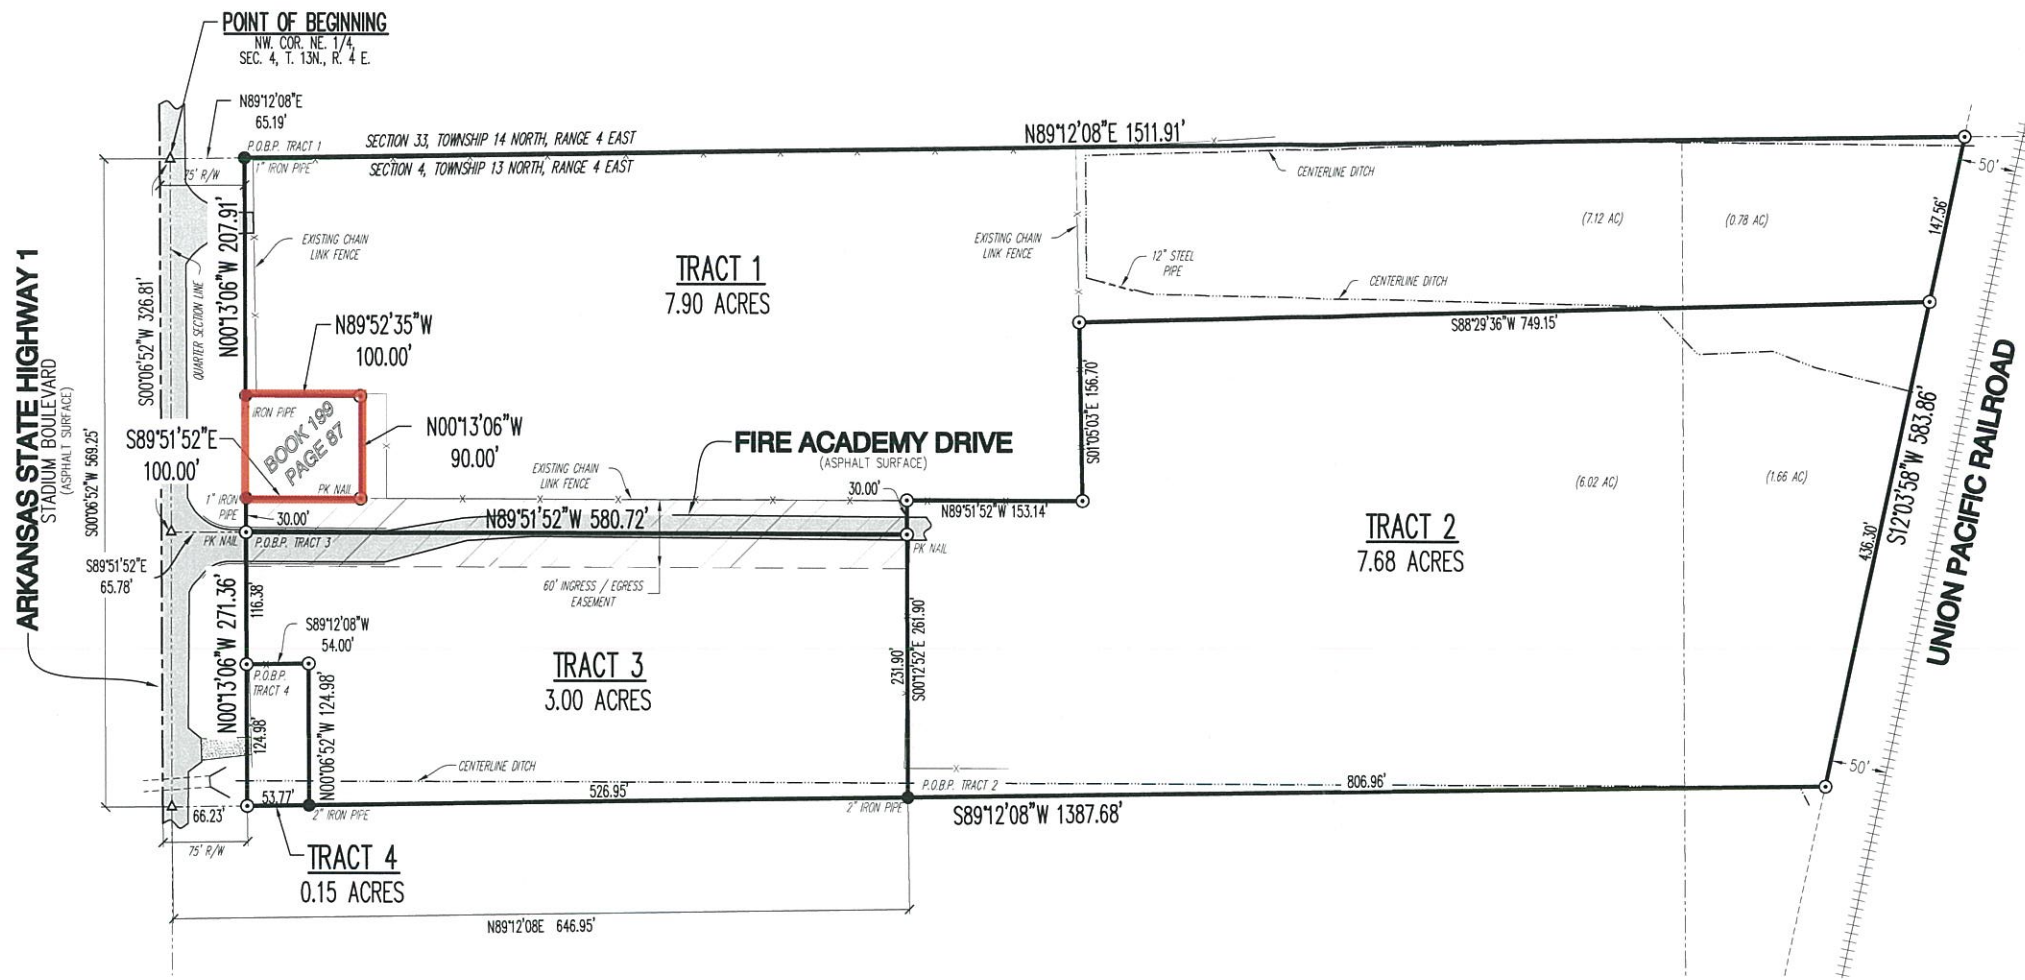 POINT OF BEGINNING
NW. COR. NE. 1/4,
SEC. 4, T. 13N., R. 4 E.
N89°12'08"E
65.19'
P.O.B.P. TRACT 1
1" IRON PIPE
75' R/W
SECTION 33, TOWNSHIP 14 NORTH, RANGE 4 EAST
SECTION 4, TOWNSHIP 13 NORTH, RANGE 4 EAST
N89°12'08"E 1511.91'
CENTERLINE DITCH
50'
(7.12 AC)
(0.78 AC)
147.56'
N00°13'06"W 207.91'
EXISTING CHAIN
LINK FENCE
TRACT 1
7.90 ACRES
EXISTING CHAIN
LINK FENCE
12" STEEL
PIPE
CENTERLINE DITCH
S88°29'36"W 749.15'
ARKANSAS STATE HIGHWAY 1
STADIUM BOULEVARD
(ASPHALT SURFACE)
S00°06'52"W 569.25'
S00°06'52"W 326.81'
QUARTER SECTION LINE
N89°52'35"W
100.00'
IRON PIPE
BOOK 199
PAGE 87
PK NAIL
S89°51'52"E
100.00'
1" IRON
PIPE
N00°13'06"W
90.00'
S01°05'03"E 156.70'
FIRE ACADEMY DRIVE
(ASPHALT SURFACE)
EXISTING CHAIN
LINK FENCE
30.00'
30.00'
N89°51'52"W 580.72'
N89°51'52"W 153.14'
PK NAIL
P.O.B.P. TRACT 3
PK NAIL
S89°51'52"E
65.78'
60' INGRESS / EGRESS
EASEMENT
TRACT 2
7.68 ACRES
(6.02 AC)
(1.66 AC)
436.30'
S12°03'58"W 583.86'
UNION PACIFIC RAILROAD
N00°13'06"W 271.36'
116.38'
S89°12'08"W
54.00'
P.O.B.P.
TRACT 4
124.98'
N00°06'52"W 124.98'
TRACT 3
3.00 ACRES
231.90'
S00°12'52"E 261.90'
CENTERLINE DITCH
P.O.B.P. TRACT 2
50'
66.23'
53.77'
2" IRON PIPE
526.95'
2" IRON PIPE
806.96'
S89°12'08"W 1387.68'
75' R/W
TRACT 4
0.15 ACRES
N89°12'08E 646.95'